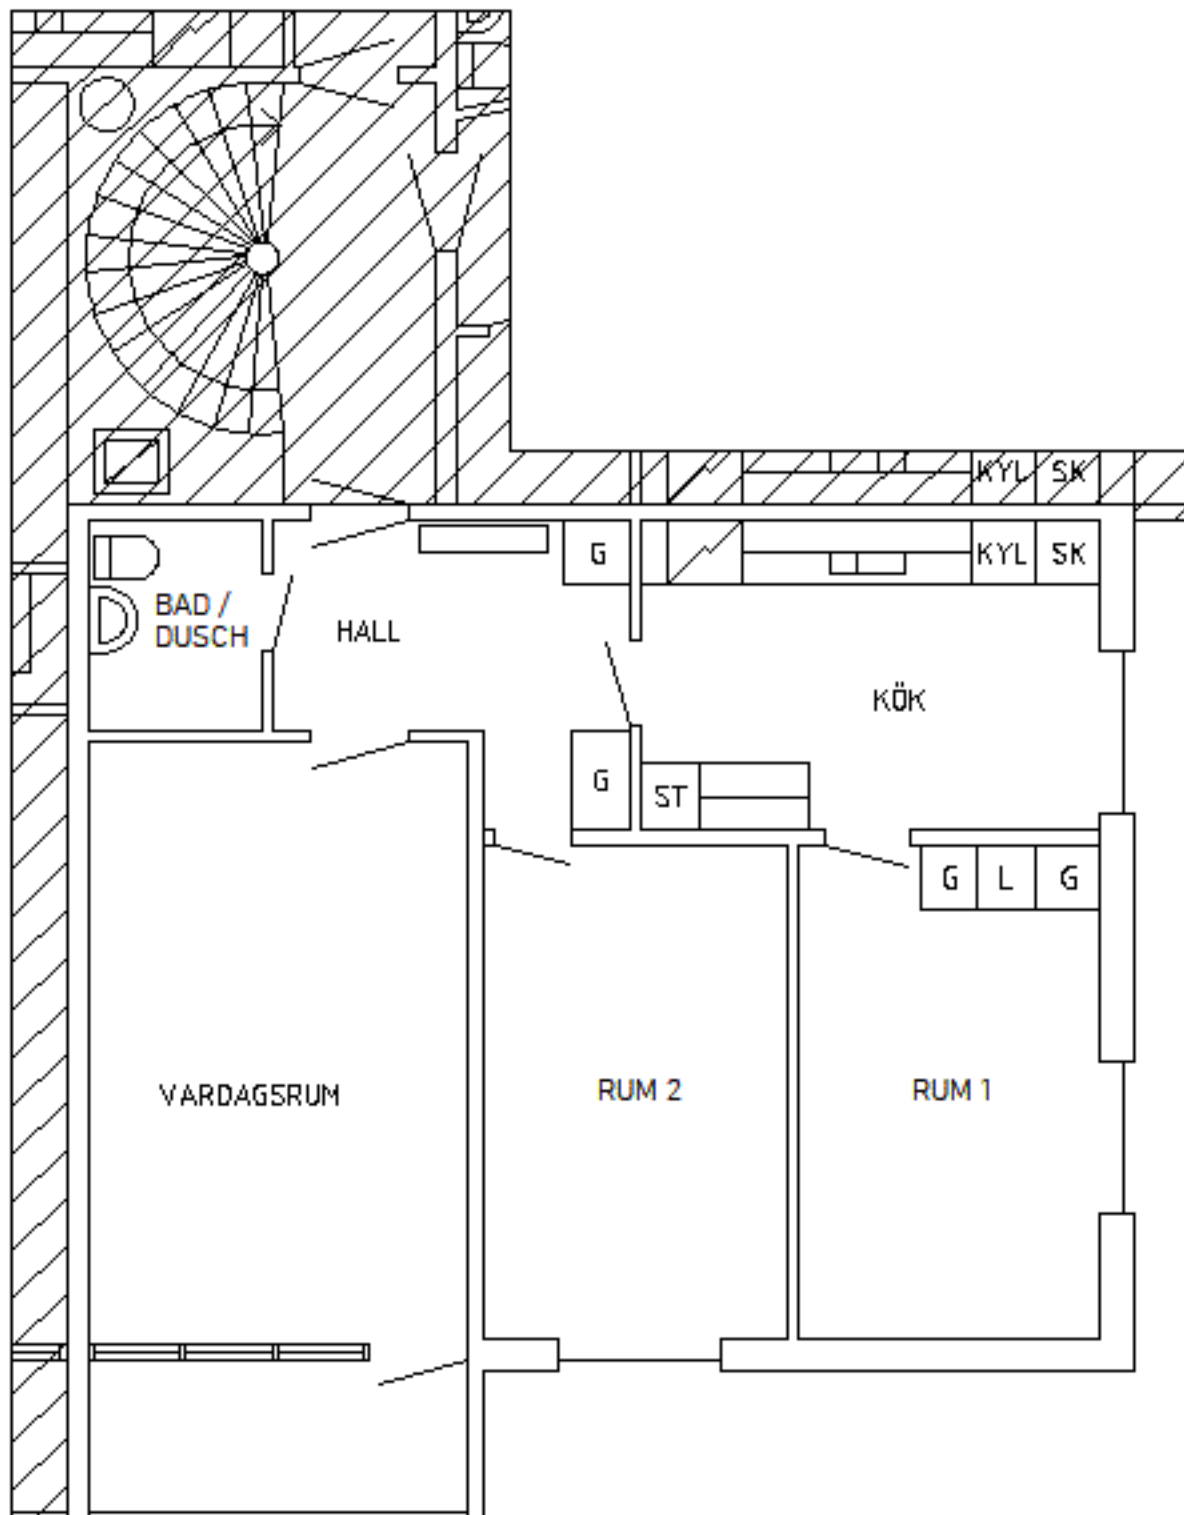 KYL SK
G
KYL SK
BAD /
DUSCH
HALL
KÖK
G
ST
G L G
VARDAGSRUM
RUM 2
RUM 1